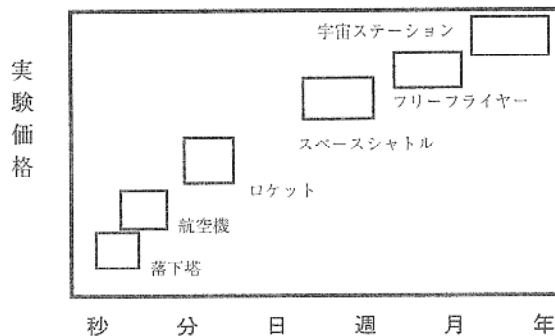 実験価格
宇宙ステーション
フリーフライヤー
スペースシャトル
ロケット
航空機
落下塔
秒 分 日 週 月 年